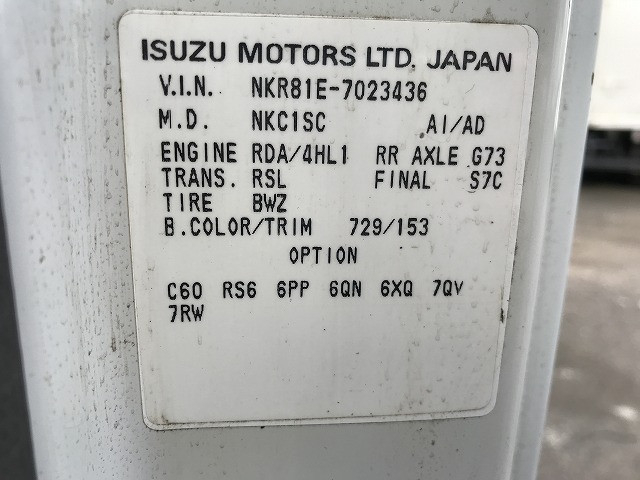 ISUZU MOTORS LTD. JAPAN
V.I.N. NKR81E-7023436
M.D. NKC1SC A1/AD
ENGINE RDA/4HL1 RR AXLE G73
TRANS. RSL FINAL S7C
TIRE BWZ
B.COLOR/TRIM 729/153
OPTION
C60 RS6 6PP 6QN 6XQ 7QV
7RW